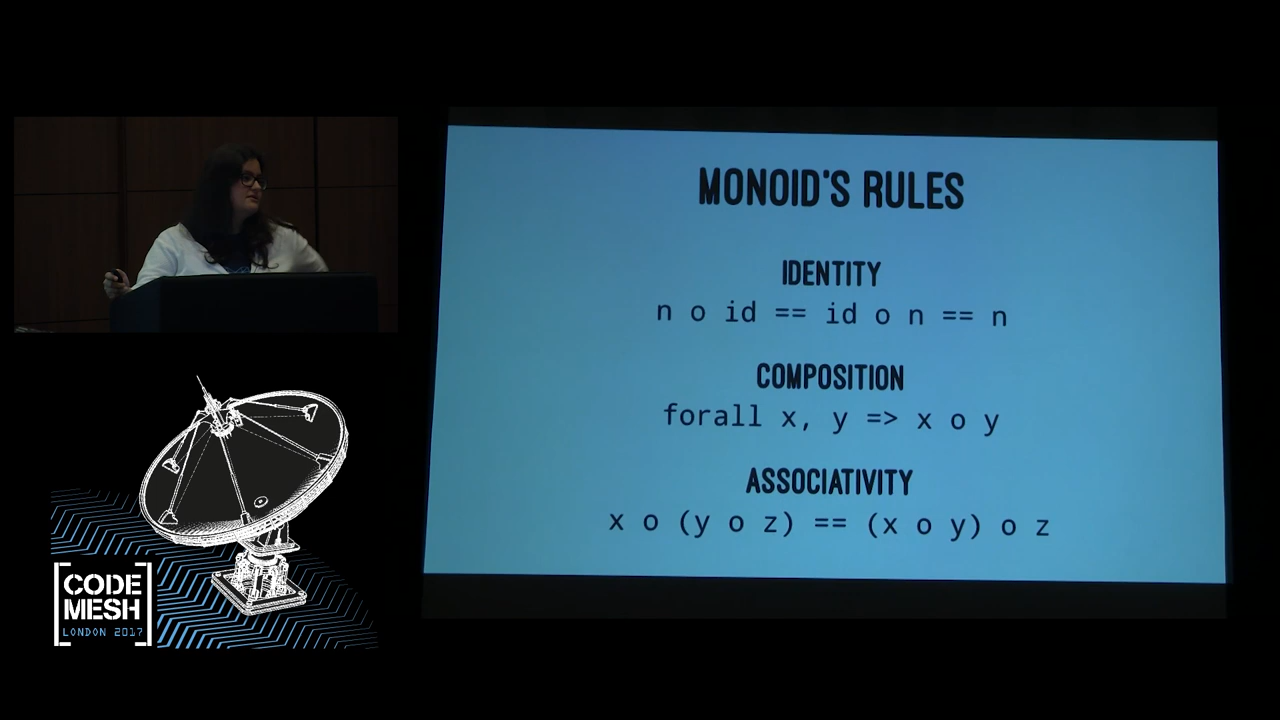 MONOID'S RULES
IDENTITY
n o id == id o n == n
COMPOSITION
forall x, y => x o y
ASSOCIATIVITY
x o (y o z) == (x o y) o z
CODE
MESH
LONDON 2017